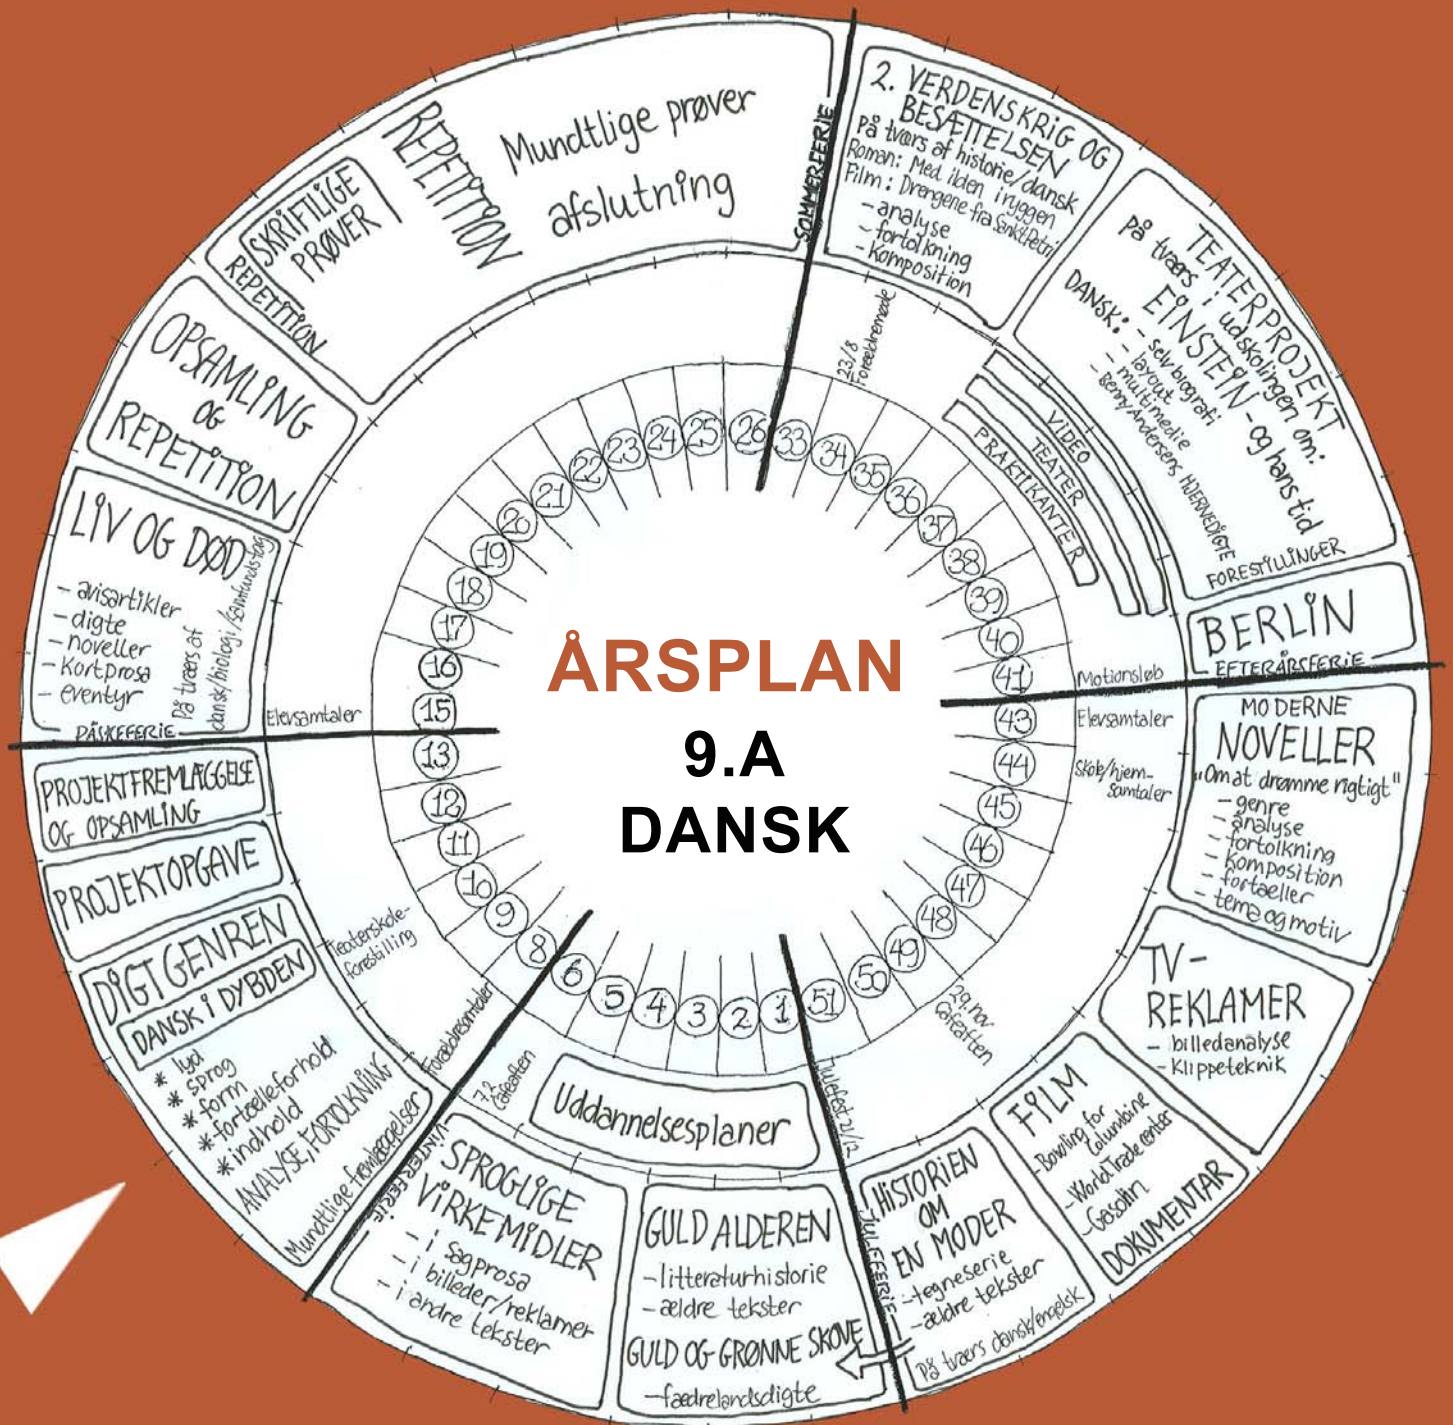 ÅRSPLAN
9.A
DANSK
SOMMERFERIE
2. VERDENSKRIG OG
BESÆTTELSEN
På tværs af historie/dansk
Roman: Med ilden i ryggen
Film: Drengene fra Sankt Petri
- analyse
- fortolkning
- komposition
TEATERPROJEKT
på tværs i udskolingen om:
EINSTEIN - og hans tid
DANSK: - selvbiografi
- layout
- multimedie
- Benny Andersens HJERNEDIGTE
FORESTILLINGER
BERLIN
EFTERÅRSFERIE
MODERNE
NOVELLER
"Om at drømme rigtigt"
- genre
- analyse
- fortolkning
- komposition
- fortæller
- tema og motiv
TV-
REKLAMER
- billedanalyse
- klippeteknik
FILM
- Bowling for
Columbine
- World Trade center
- Gasolin
DOKUMENTAR
HISTORIEN
OM
EN MODER
- tegneserie
- ældre tekster
På tværs dansk/engelsk
JULEFERIE
GULDALDEREN
- litteraturhistorie
- ældre tekster
GULD OG GRØNNE SKOVE
- fædrelandsdigte
SPROGLIGE
VIRKEMIDLER
- i sagprosa
- i billeder/reklamer
- i andre tekster
VINTERFERIE
DIGTGENREN
DANSK I DYBDEN
* lyd
* sprog
* form
* fortælleforhold
* indhold
ANALYSE, FORTOLKNING
Mundtlige fremlæggelser
PROJEKTOPGAVE
PROJEKTFREMLÆGGELSE
OG OPSAMLING
PÅSKEFERIE
LIV OG DØD
- avisartikler
- digte
- noveller
- kortprosa
- eventyr
På tværs af
dansk/biologi/samfundsfag
OPSAMLING
OG
REPETITION
SKRIFTLIGE
PRØVER
REPETITION
REPETITION
Mundtlige prøver
afslutning
23/8
Forældremøde
VIDEO
TEATER
PRAKTIKANTER
Motionsløb
Elevsamtaler
Skole/hjem-
samtaler
29. nov
Caféaften
Julefest 21/12
Uddannelsesplaner
7.2
Caféaften
Forældresamtaler
Teaterskole-
forestilling
Elevsamtaler
33
34
35
36
37
38
39
40
41
43
44
45
46
47
48
49
50
51
1
2
3
4
5
6
8
9
10
11
12
13
15
16
17
18
19
20
21
22
23
24
25
26